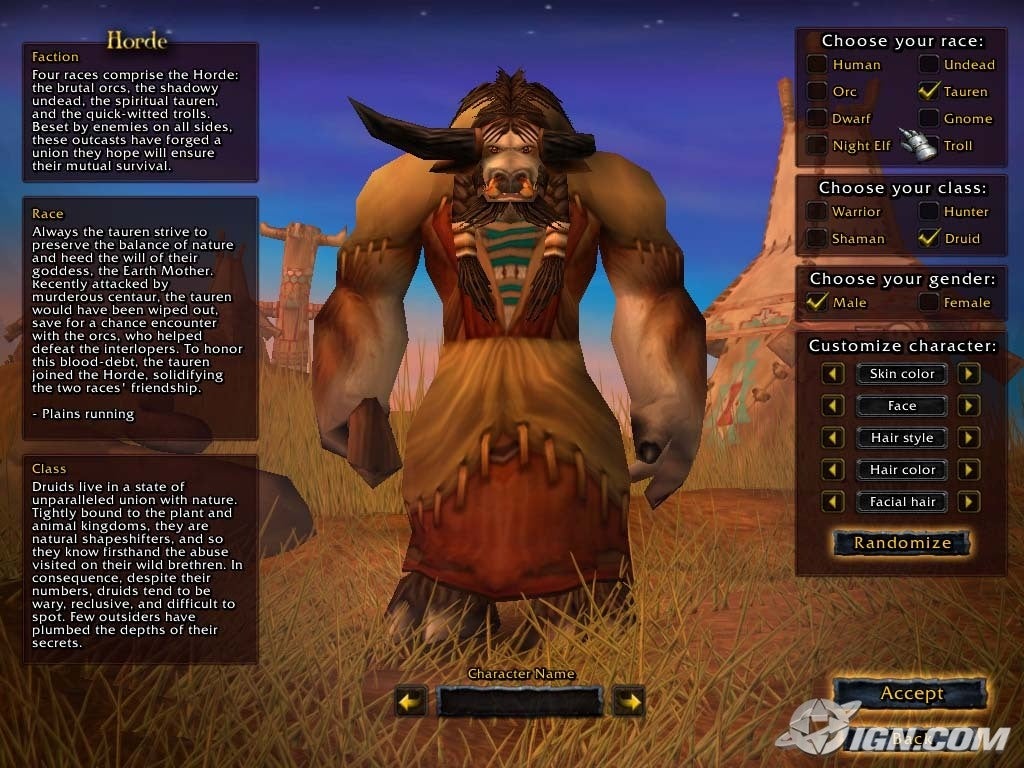 Horde
Faction
Four races comprise the Horde:
the brutal orcs, the shadowy
undead, the spiritual tauren,
and the quick-witted trolls.
Beset by enemies on all sides,
these outcasts have forged a
union they hope will ensure
their mutual survival.
Race
Always the tauren strive to
preserve the balance of nature
and heed the will of their
goddess, the Earth Mother.
Recently attacked by
murderous centaur, the tauren
would have been wiped out,
save for a chance encounter
with the orcs, who helped
defeat the interlopers. To honor
this blood-debt, the tauren
joined the Horde, solidifying
the two races' friendship.
- Plains running
Class
Druids live in a state of
unparalleled union with nature.
Tightly bound to the plant and
animal kingdoms, they are
natural shapeshifters, and so
they know firsthand the abuse
visited on their wild brethren. In
consequence, despite their
numbers, druids tend to be
wary, reclusive, and difficult to
spot. Few outsiders have
plumbed the depths of their
secrets.
Character Name
Choose your race:
Human Undead
Orc Tauren
Dwarf Gnome
Night Elf Troll
Choose your class:
Warrior Hunter
Shaman Druid
Choose your gender:
Male Female
Customize character:
Skin color
Face
Hair style
Hair color
Facial hair
Randomize
Accept
Back
IGN.COM